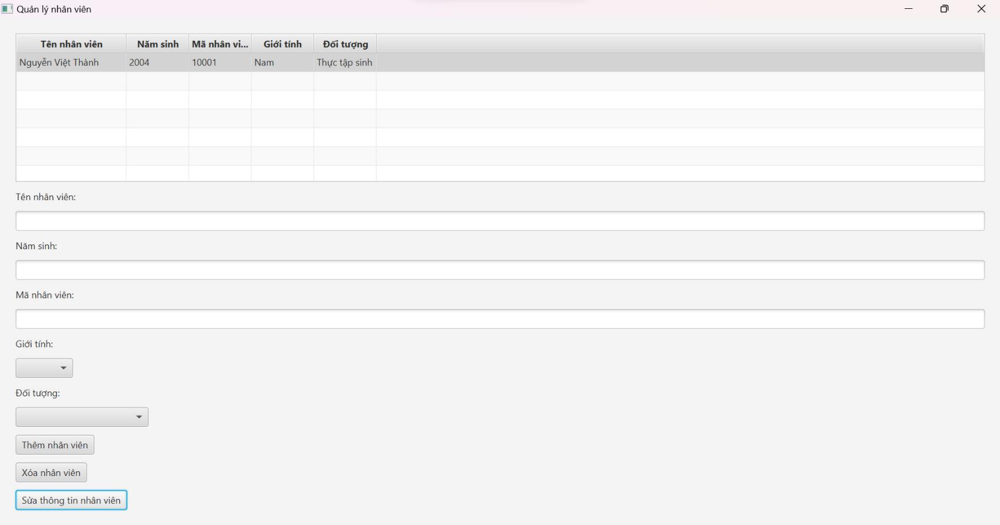 Quản lý nhân viên
Tên nhân viên Năm sinh Mã nhân vi... Giới tính Đối tượng
Nguyễn Việt Thành 2004 10001 Nam Thực tập sinh
Tên nhân viên:
Năm sinh:
Mã nhân viên:
Giới tính:
Đối tượng:
Thêm nhân viên
Xóa nhân viên
Sửa thông tin nhân viên